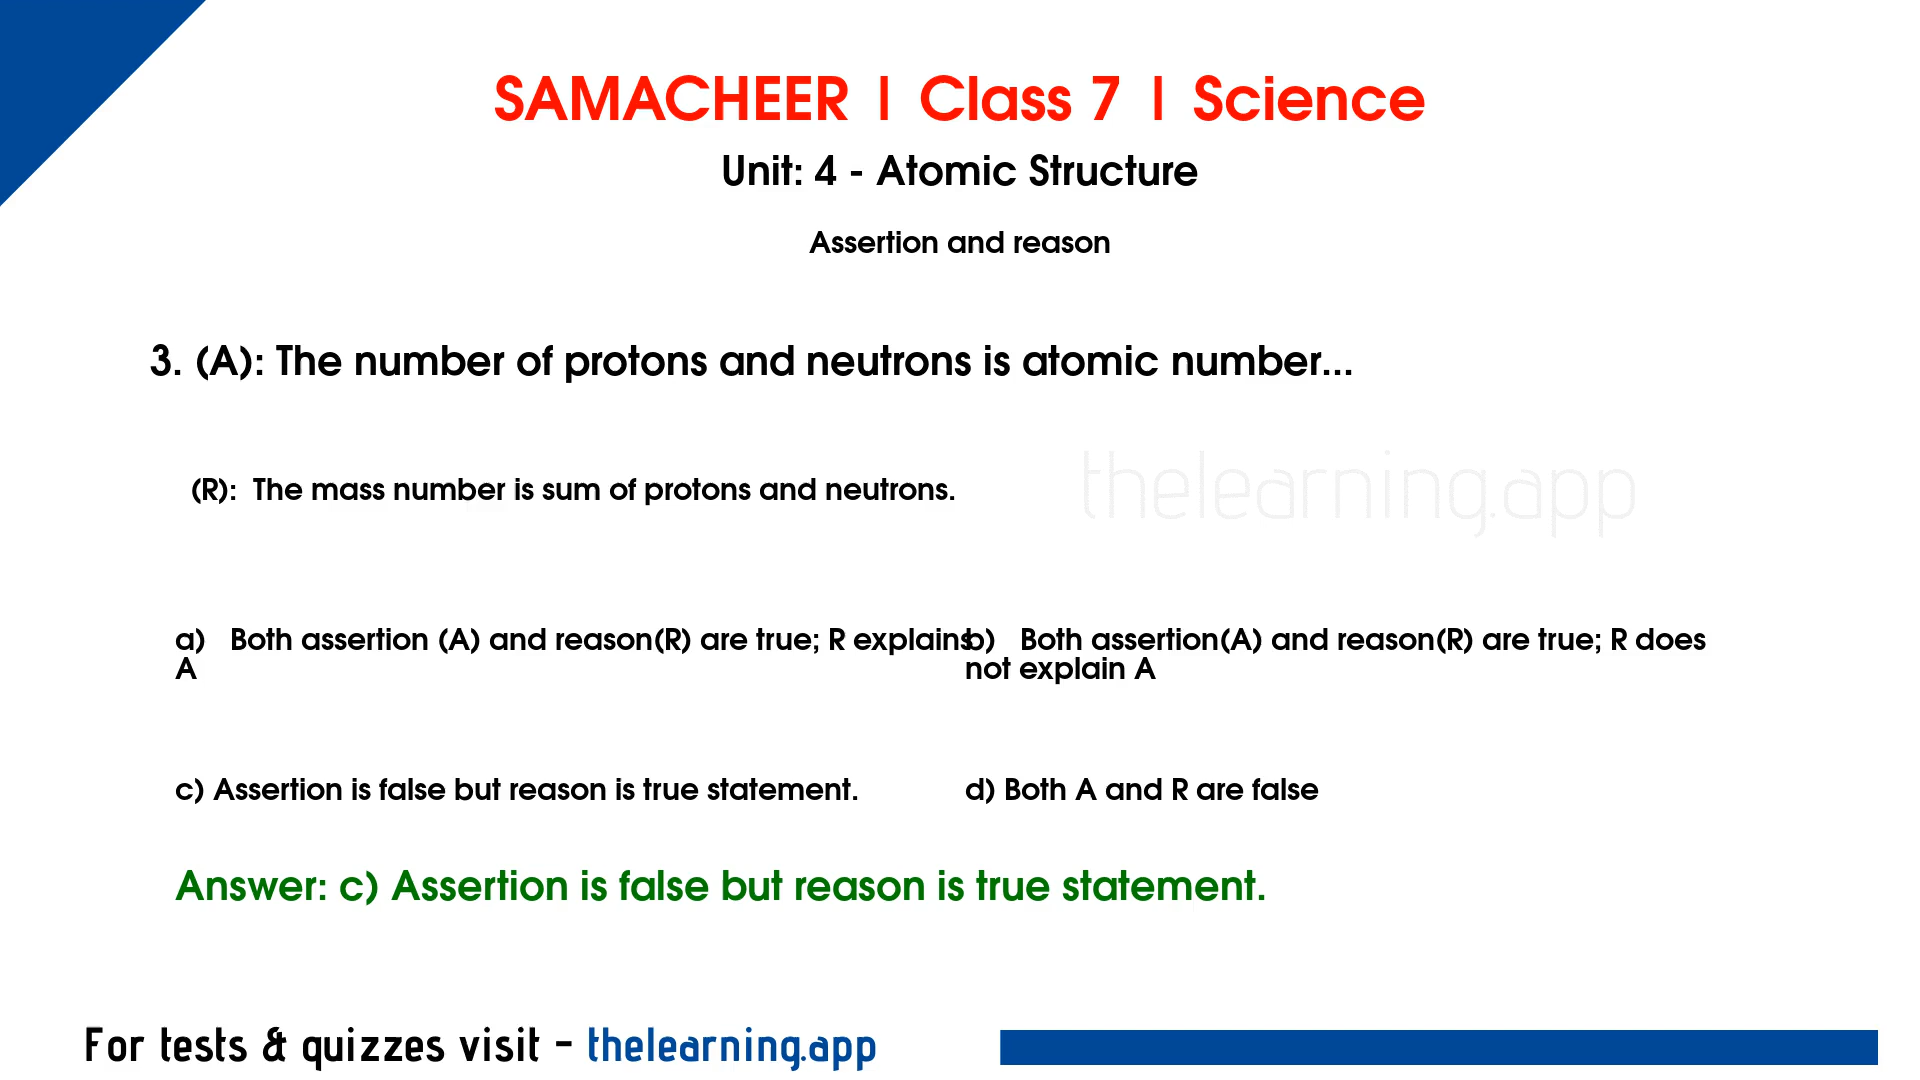 SAMACHEER | Class 7 | Science
Unit: 4 - Atomic Structure
Assertion and reason
3. (A): The number of protons and neutrons is atomic number...
(R): The mass number is sum of protons and neutrons.
thelearning.app
a) Both assertion (A) and reason(R) are true; R explains
A
b) Both assertion(A) and reason(R) are true; R does
not explain A
c) Assertion is false but reason is true statement.
d) Both A and R are false
Answer: c) Assertion is false but reason is true statement.
For tests & quizzes visit - thelearning.app